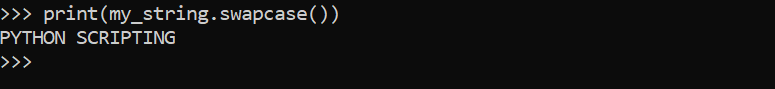 >>> print(my_string.swapcase())
PYTHON SCRIPTING
>>>